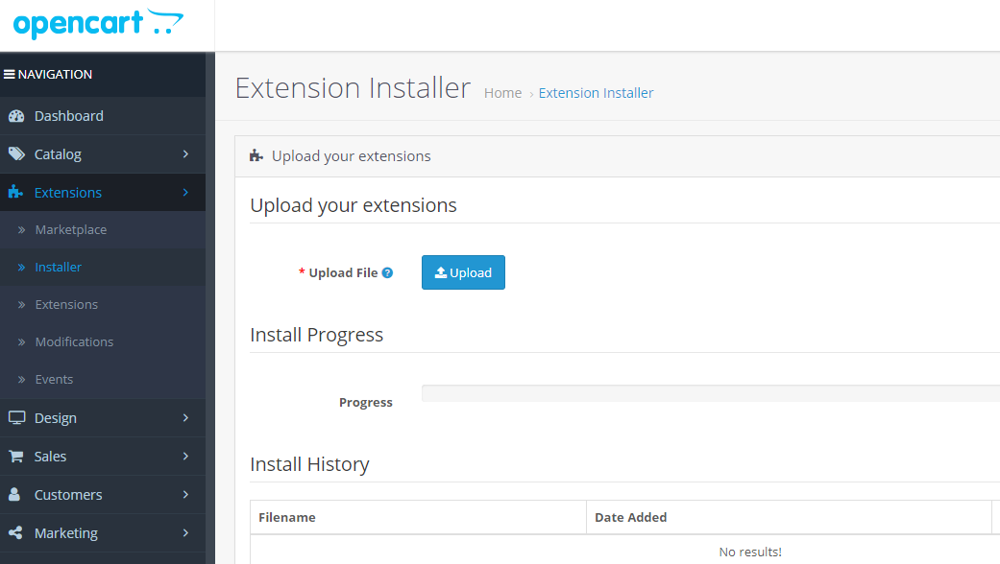 opencart
NAVIGATION
Dashboard
Catalog
Extensions
Marketplace
Installer
Extensions
Modifications
Events
Design
Sales
Customers
Marketing
Extension Installer
Home › Extension Installer
Upload your extensions
Upload your extensions
* Upload File ?
Upload
Install Progress
Progress
Install History
Filename Date Added
No results!